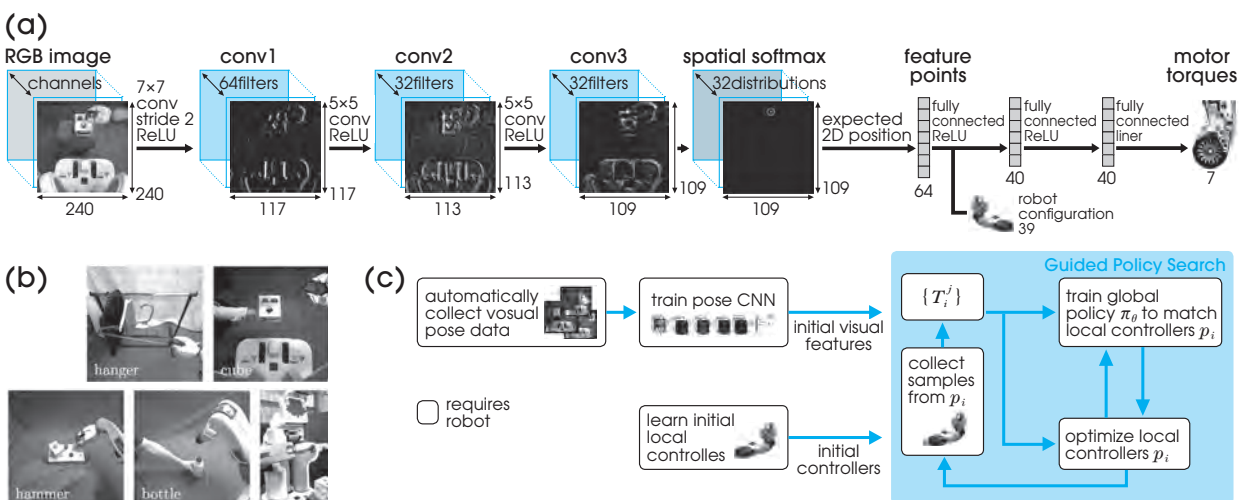 (a)
RGB image
channels
240
240
7×7
conv
stride 2
ReLU
conv1
64filters
117
117
5×5
conv
ReLU
conv2
32filters
113
113
5×5
conv
ReLU
conv3
32filters
109
109
spatial softmax
32distributions
109
109
expected
2D position
feature
points
64
fully
connected
ReLU
robot
configuration
39
40
fully
connected
ReLU
40
fully
connected
liner
motor
torques
7
(b)
hanger
cube
hammer
bottle
(c)
automatically
collect vosual
pose data
train pose CNN
initial visual
features
requires
robot
learn initial
local
controlles
initial
controllers
Guided Policy Search
{T_i^j}
collect
samples
from p_i
train global
policy π_θ to match
local controllers p_i
optimize local
controllers p_i